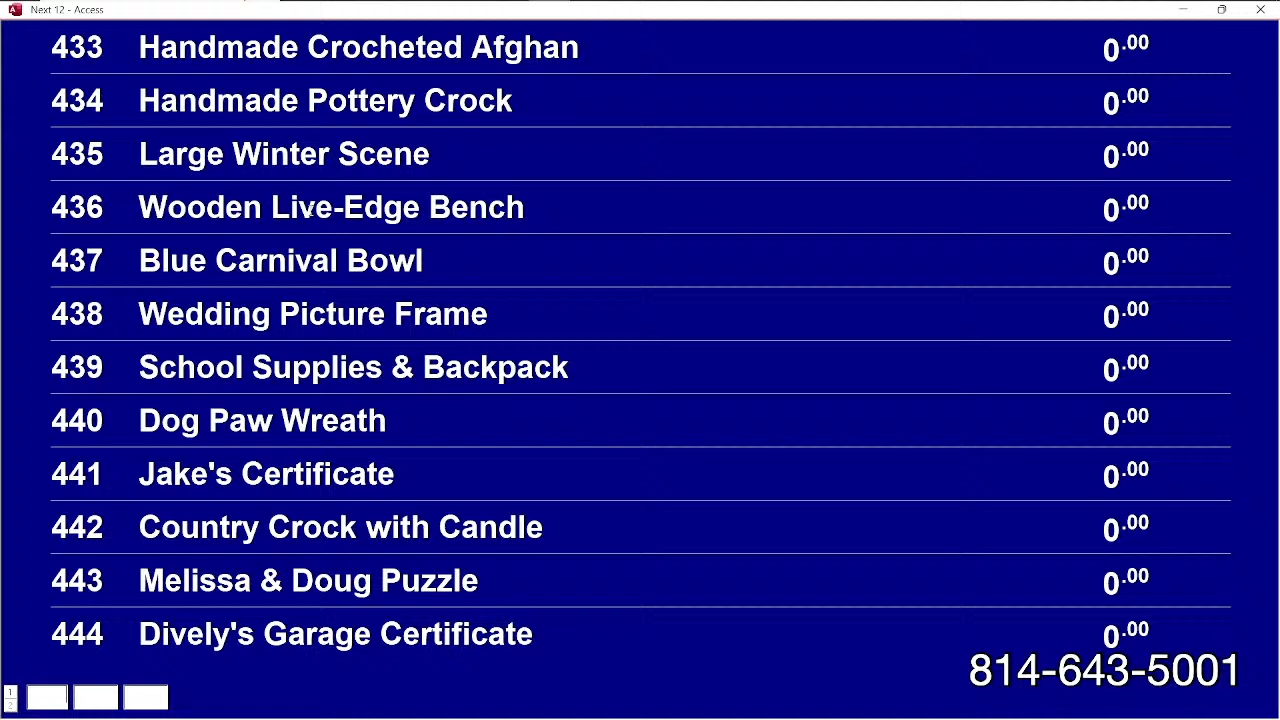 Next 12 - Access
433 Handmade Crocheted Afghan 0.00
434 Handmade Pottery Crock 0.00
435 Large Winter Scene 0.00
436 Wooden Live-Edge Bench 0.00
437 Blue Carnival Bowl 0.00
438 Wedding Picture Frame 0.00
439 School Supplies & Backpack 0.00
440 Dog Paw Wreath 0.00
441 Jake's Certificate 0.00
442 Country Crock with Candle 0.00
443 Melissa & Doug Puzzle 0.00
444 Dively's Garage Certificate 0.00
814-643-5001
1
2